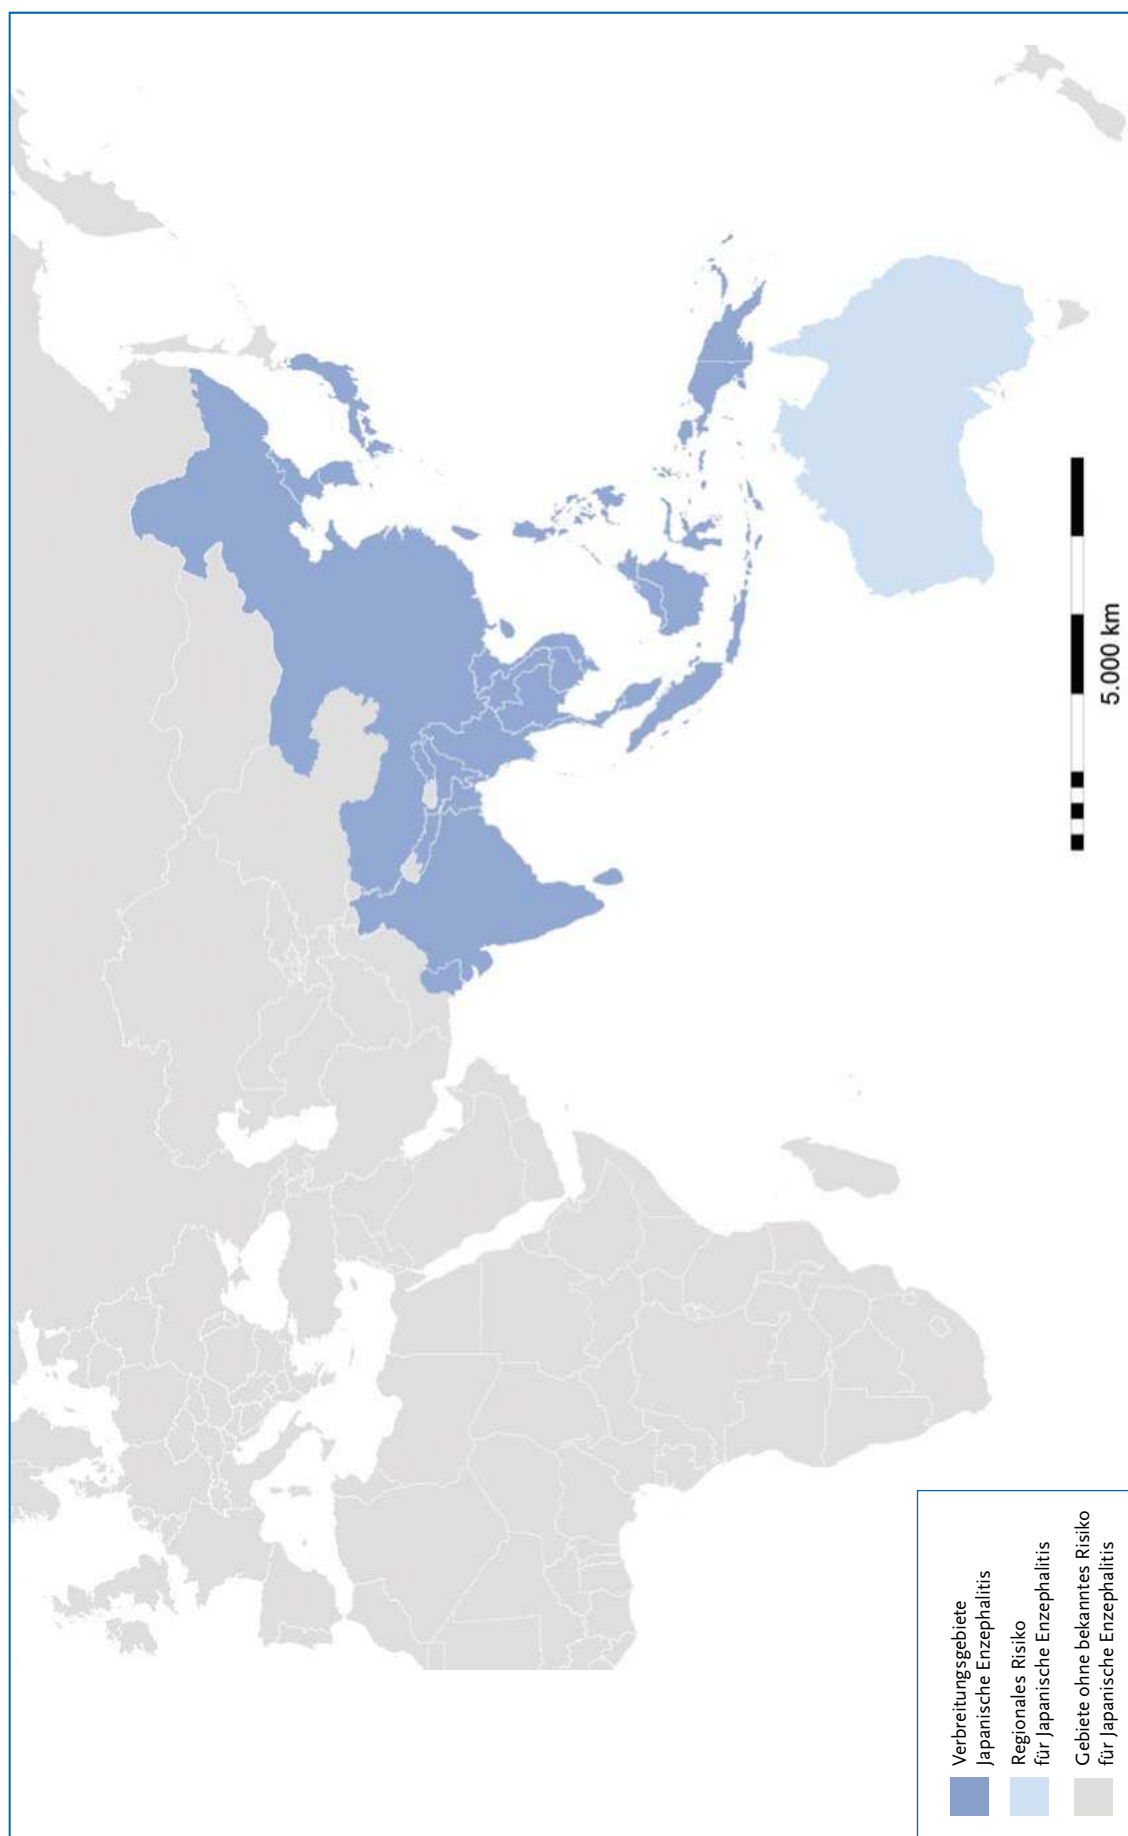 5.000 km
Verbreitungsgebiete
Japanische Enzephalitis
Regionales Risiko
für Japanische Enzephalitis
Gebiete ohne bekanntes Risiko
für Japanische Enzephalitis